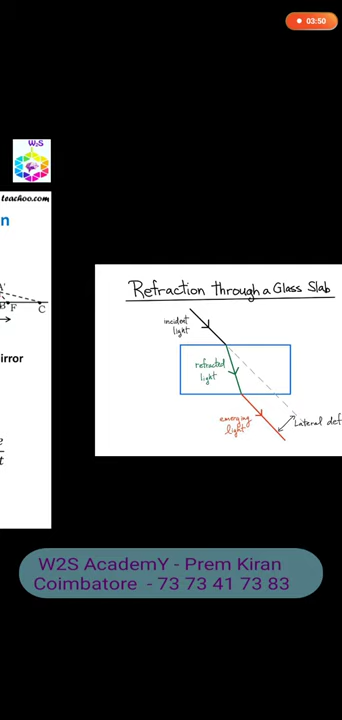 03:50
W2S
teachoo.com
n
A'
F
C
irror
e
t
Refraction through a Glass Slab
incident
light
refracted
light
emerging
light
Lateral def
W2S AcademY - Prem Kiran
Coimbatore - 73 73 41 73 83